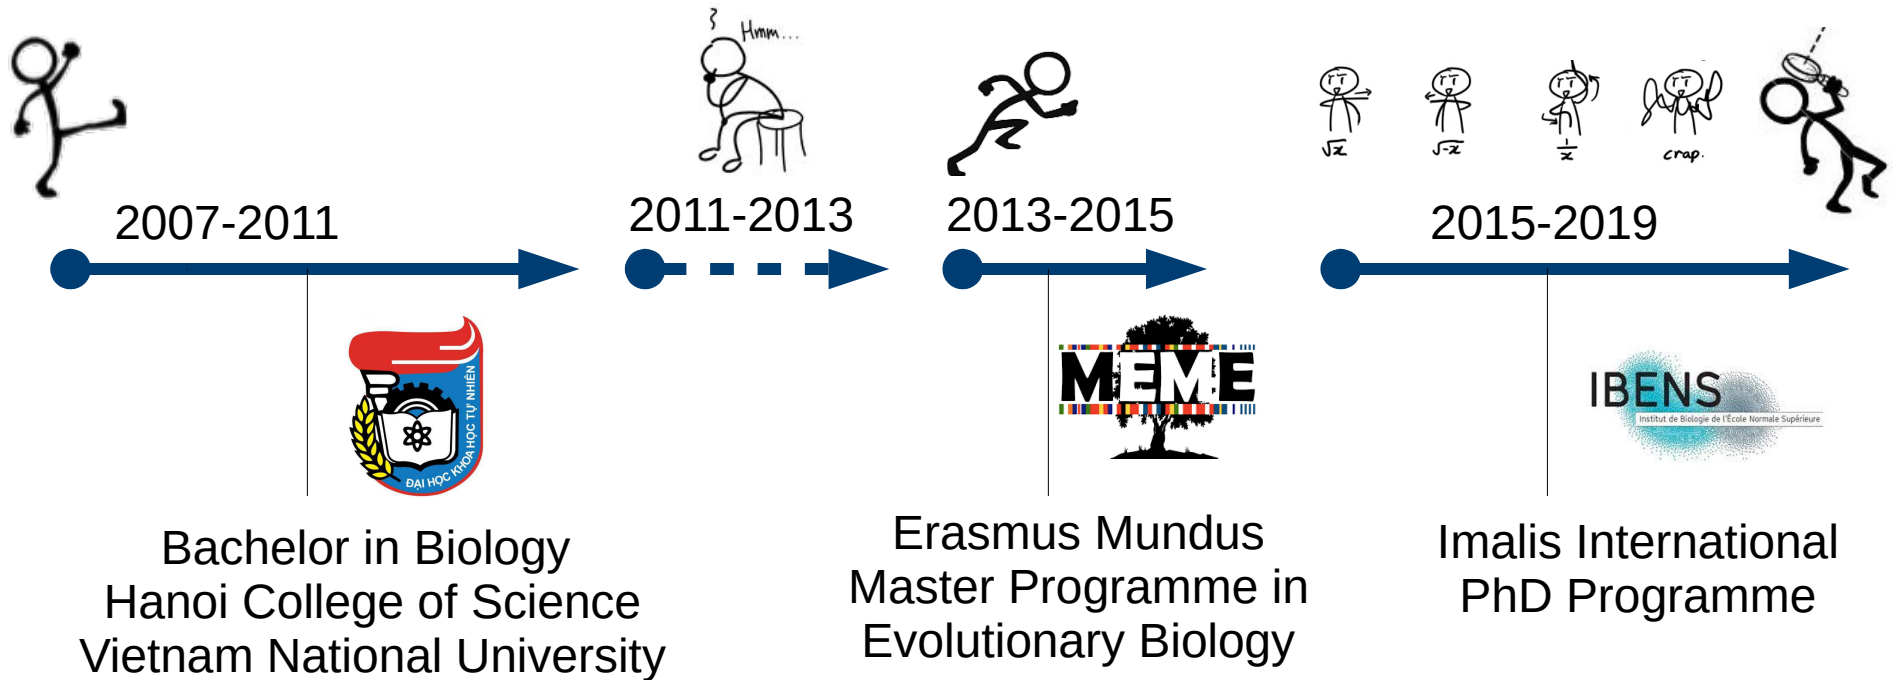 Hmm...
√x
√-x
1/x
crap.
2007-2011
2011-2013
2013-2015
2015-2019
ĐẠI HỌC KHOA HỌC TỰ NHIÊN
MEME
IBENS
Institut de Biologie de l'École Normale Supérieure
Bachelor in Biology
Hanoi College of Science
Vietnam National University
Erasmus Mundus
Master Programme in
Evolutionary Biology
Imalis International
PhD Programme